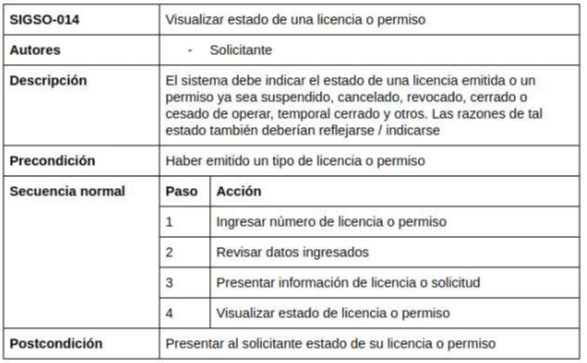 SIGSO-014 Visualizar estado de una licencia o permiso
Autores - Solicitante
Descripción El sistema debe indicar el estado de una licencia emitida o un
permiso ya sea suspendido, cancelado, revocado, cerrado o
cesado de operar, temporal cerrado y otros. Las razones de tal
estado también deberían reflejarse / indicarse
Precondición Haber emitido un tipo de licencia o permiso
Secuencia normal Paso Acción
1 Ingresar número de licencia o permiso
2 Revisar datos ingresados
3 Presentar información de licencia o solicitud
4 Visualizar estado de licencia o permiso
Postcondición Presentar al solicitante estado de su licencia o permiso